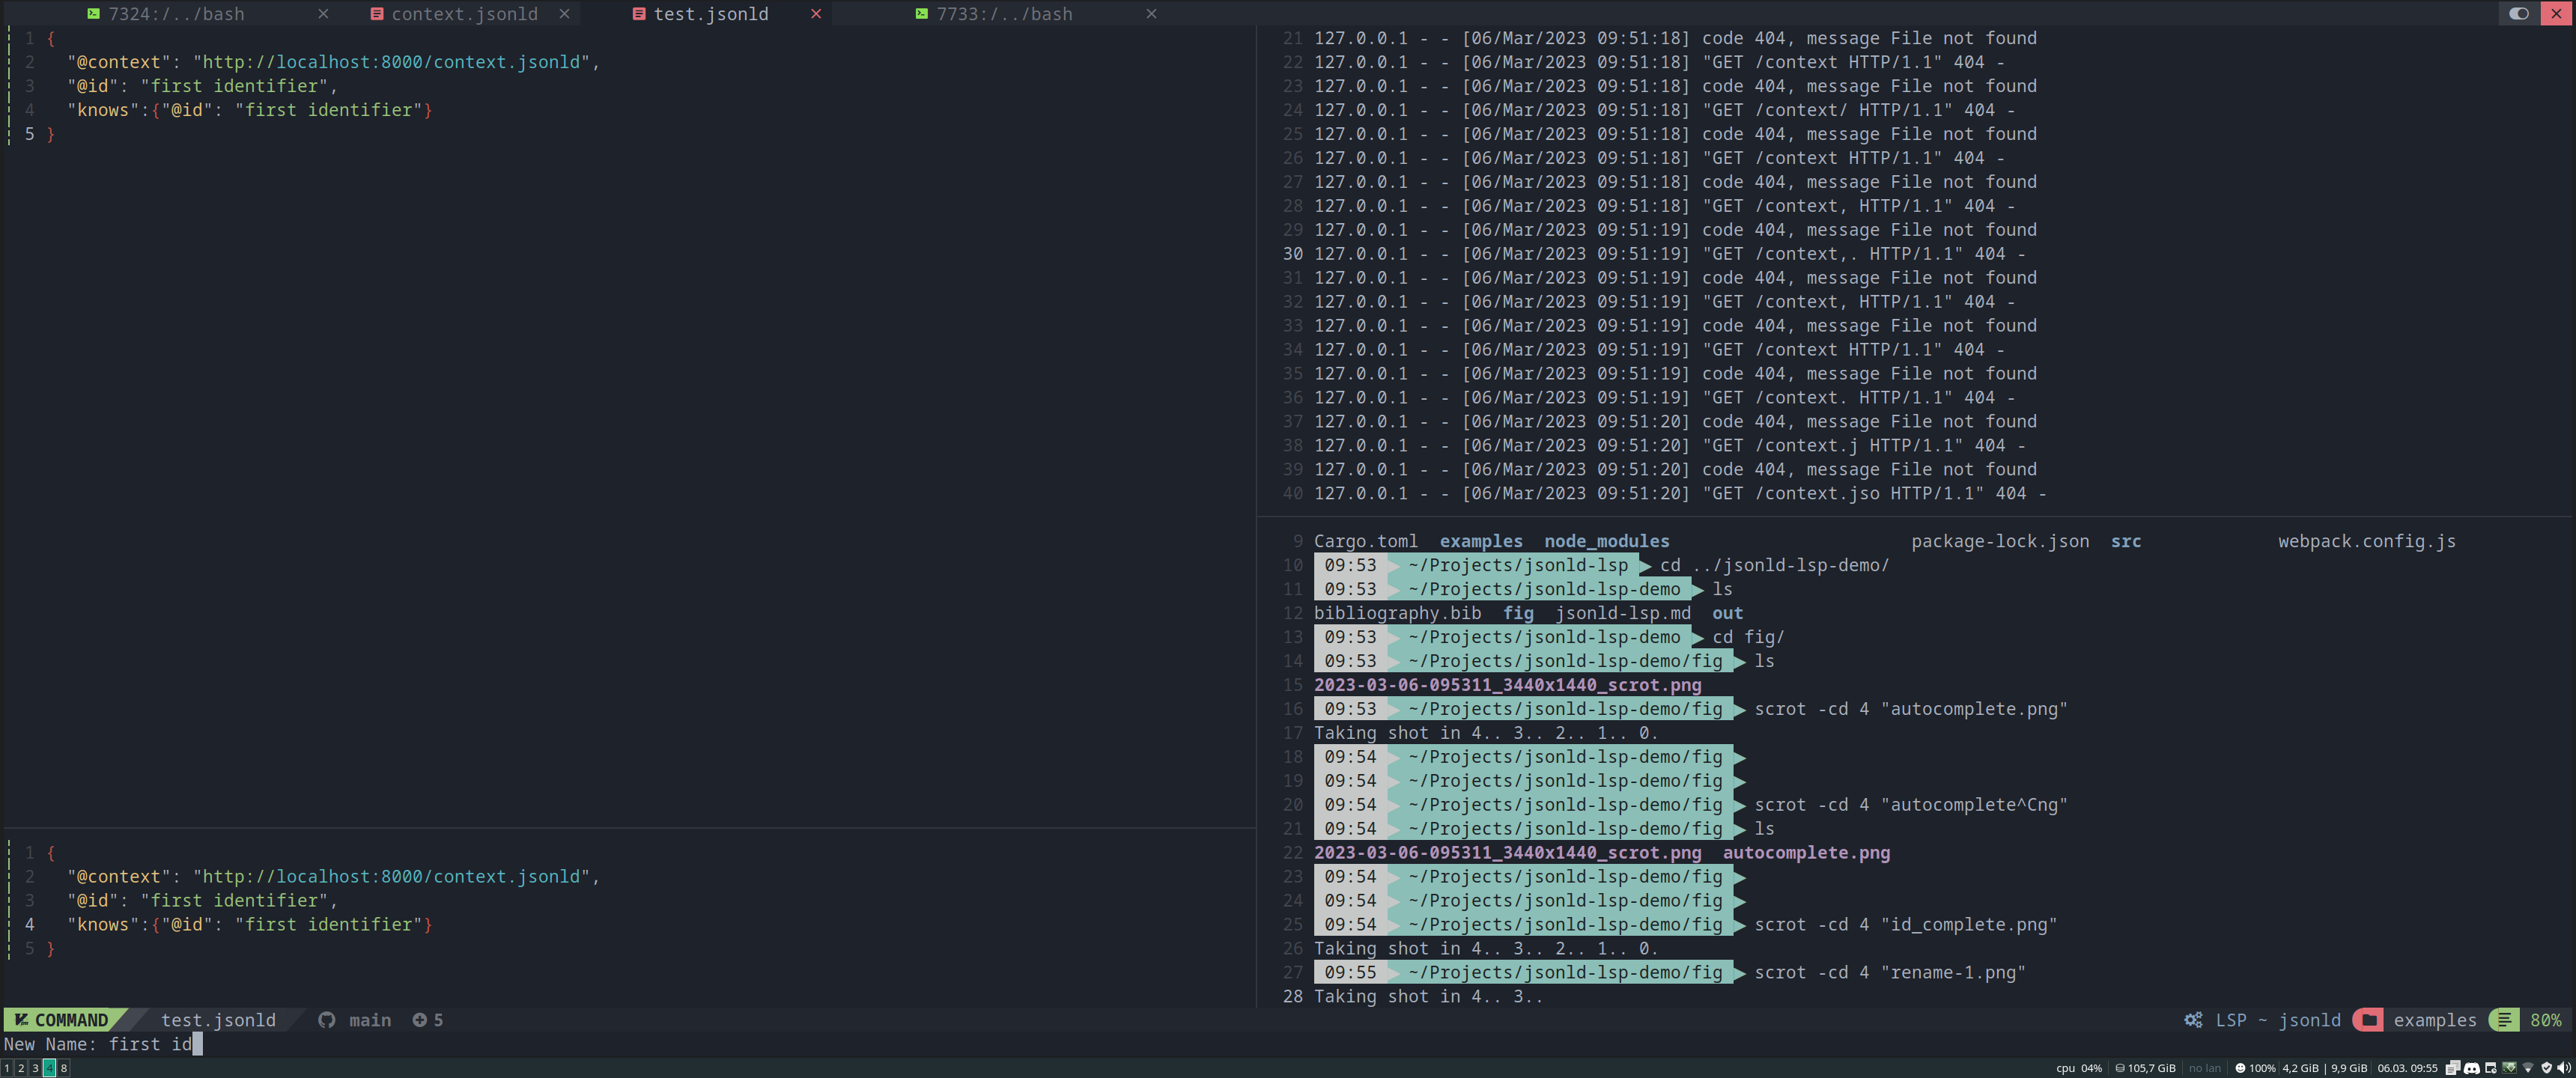 7324:/../bash × context.jsonld × test.jsonld × 7733:/../bash ×
1 {
2 "@context": "http://localhost:8000/context.jsonld",
3 "@id": "first identifier",
4 "knows":{"@id": "first identifier"}
5 }
1 {
2 "@context": "http://localhost:8000/context.jsonld",
3 "@id": "first identifier",
4 "knows":{"@id": "first identifier"}
5 }
21 127.0.0.1 - - [06/Mar/2023 09:51:18] code 404, message File not found
22 127.0.0.1 - - [06/Mar/2023 09:51:18] "GET /context HTTP/1.1" 404 -
23 127.0.0.1 - - [06/Mar/2023 09:51:18] code 404, message File not found
24 127.0.0.1 - - [06/Mar/2023 09:51:18] "GET /context/ HTTP/1.1" 404 -
25 127.0.0.1 - - [06/Mar/2023 09:51:18] code 404, message File not found
26 127.0.0.1 - - [06/Mar/2023 09:51:18] "GET /context HTTP/1.1" 404 -
27 127.0.0.1 - - [06/Mar/2023 09:51:18] code 404, message File not found
28 127.0.0.1 - - [06/Mar/2023 09:51:18] "GET /context, HTTP/1.1" 404 -
29 127.0.0.1 - - [06/Mar/2023 09:51:19] code 404, message File not found
30 127.0.0.1 - - [06/Mar/2023 09:51:19] "GET /context,. HTTP/1.1" 404 -
31 127.0.0.1 - - [06/Mar/2023 09:51:19] code 404, message File not found
32 127.0.0.1 - - [06/Mar/2023 09:51:19] "GET /context, HTTP/1.1" 404 -
33 127.0.0.1 - - [06/Mar/2023 09:51:19] code 404, message File not found
34 127.0.0.1 - - [06/Mar/2023 09:51:19] "GET /context HTTP/1.1" 404 -
35 127.0.0.1 - - [06/Mar/2023 09:51:19] code 404, message File not found
36 127.0.0.1 - - [06/Mar/2023 09:51:19] "GET /context. HTTP/1.1" 404 -
37 127.0.0.1 - - [06/Mar/2023 09:51:20] code 404, message File not found
38 127.0.0.1 - - [06/Mar/2023 09:51:20] "GET /context.j HTTP/1.1" 404 -
39 127.0.0.1 - - [06/Mar/2023 09:51:20] code 404, message File not found
40 127.0.0.1 - - [06/Mar/2023 09:51:20] "GET /context.jso HTTP/1.1" 404 -
9 Cargo.toml examples node_modules package-lock.json src webpack.config.js
10 09:53 ~/Projects/jsonld-lsp cd ../jsonld-lsp-demo/
11 09:53 ~/Projects/jsonld-lsp-demo ls
12 bibliography.bib fig jsonld-lsp.md out
13 09:53 ~/Projects/jsonld-lsp-demo cd fig/
14 09:53 ~/Projects/jsonld-lsp-demo/fig ls
15 2023-03-06-095311_3440x1440_scrot.png
16 09:53 ~/Projects/jsonld-lsp-demo/fig scrot -cd 4 "autocomplete.png"
17 Taking shot in 4.. 3.. 2.. 1.. 0.
18 09:54 ~/Projects/jsonld-lsp-demo/fig
19 09:54 ~/Projects/jsonld-lsp-demo/fig
20 09:54 ~/Projects/jsonld-lsp-demo/fig scrot -cd 4 "autocomplete^Cng"
21 09:54 ~/Projects/jsonld-lsp-demo/fig ls
22 2023-03-06-095311_3440x1440_scrot.png autocomplete.png
23 09:54 ~/Projects/jsonld-lsp-demo/fig
24 09:54 ~/Projects/jsonld-lsp-demo/fig
25 09:54 ~/Projects/jsonld-lsp-demo/fig scrot -cd 4 "id_complete.png"
26 Taking shot in 4.. 3.. 2.. 1.. 0.
27 09:55 ~/Projects/jsonld-lsp-demo/fig scrot -cd 4 "rename-1.png"
28 Taking shot in 4.. 3..
COMMAND test.jsonld main 5 LSP ~ jsonld examples 80%
New Name: first id
1 2 3 4 8 cpu 04% 105,7 GiB no lan 100% 4,2 GiB | 9,9 GiB 06.03. 09:55